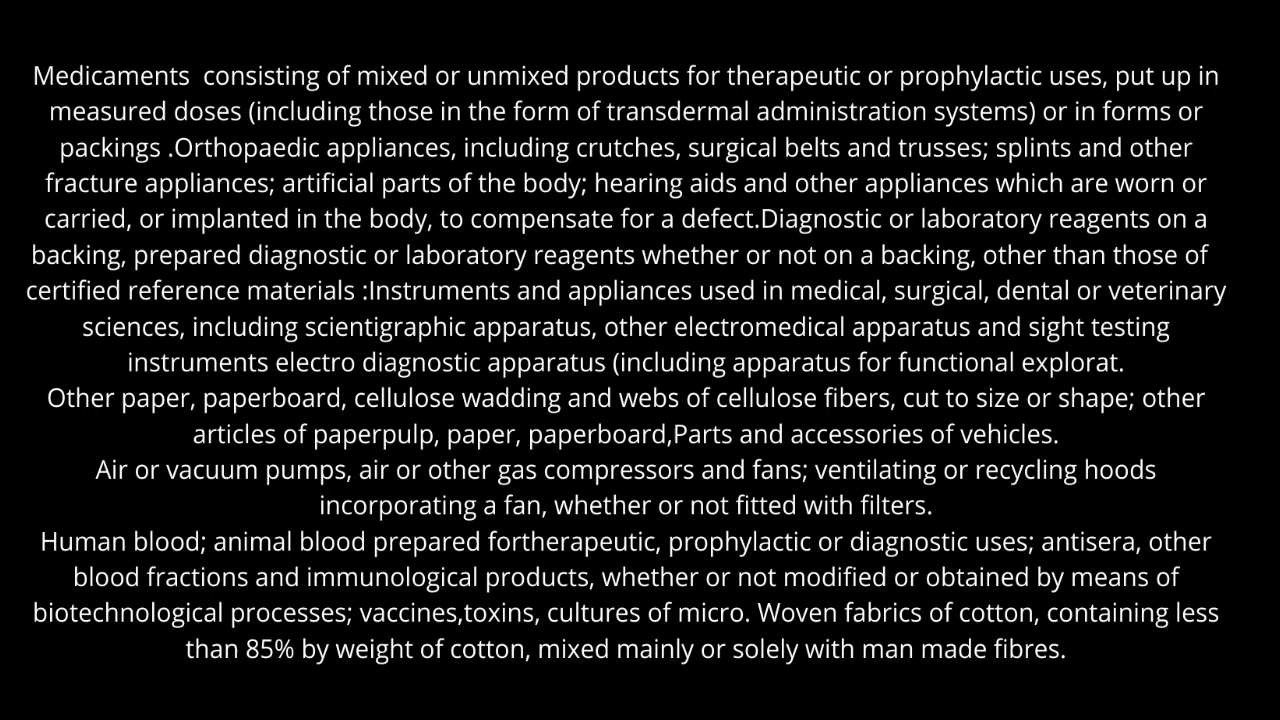 Medicaments  consisting of mixed or unmixed products for therapeutic or prophylactic uses, put up in
measured doses (including those in the form of transdermal administration systems) or in forms or
packings .Orthopaedic appliances, including crutches, surgical belts and trusses; splints and other
fracture appliances; artificial parts of the body; hearing aids and other appliances which are worn or
carried, or implanted in the body, to compensate for a defect.Diagnostic or laboratory reagents on a
backing, prepared diagnostic or laboratory reagents whether or not on a backing, other than those of
certified reference materials :Instruments and appliances used in medical, surgical, dental or veterinary
sciences, including scientigraphic apparatus, other electromedical apparatus and sight testing
instruments electro diagnostic apparatus (including apparatus for functional explorat.
Other paper, paperboard, cellulose wadding and webs of cellulose fibers, cut to size or shape; other
articles of paperpulp, paper, paperboard,Parts and accessories of vehicles.
Air or vacuum pumps, air or other gas compressors and fans; ventilating or recycling hoods
incorporating a fan, whether or not fitted with filters.
Human blood; animal blood prepared fortherapeutic, prophylactic or diagnostic uses; antisera, other
blood fractions and immunological products, whether or not modified or obtained by means of
biotechnological processes; vaccines,toxins, cultures of micro. Woven fabrics of cotton, containing less
than 85% by weight of cotton, mixed mainly or solely with man made fibres.